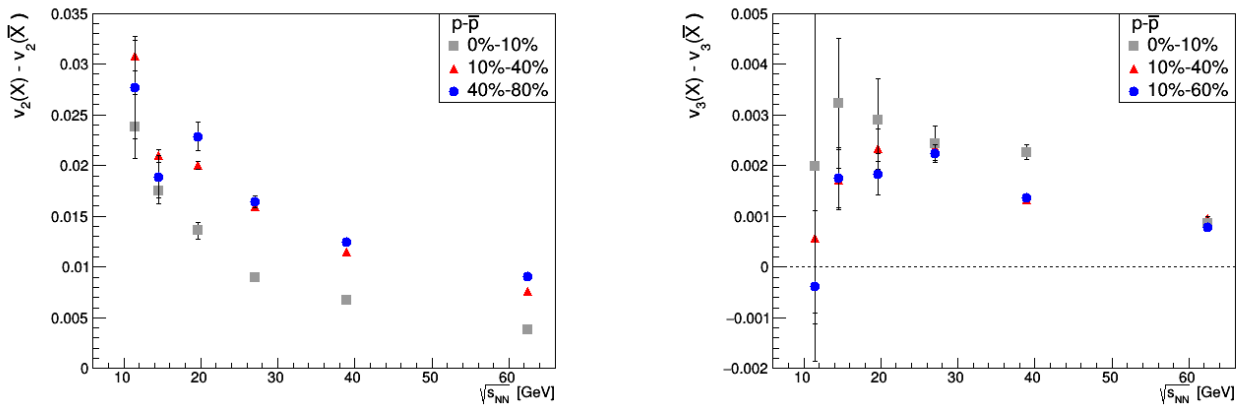 v₂(X) - v₂(X̅)
0.035
0.03
0.025
0.02
0.015
0.01
0.005
0
p-p̅
0%-10%
10%-40%
40%-80%
10 20 30 40 50 60
√sNN [GeV]
v₃(X) - v₃(X̅)
0.005
0.004
0.003
0.002
0.001
0
−0.001
−0.002
p-p̅
0%-10%
10%-40%
10%-60%
10 20 30 40 50 60
√sNN [GeV]